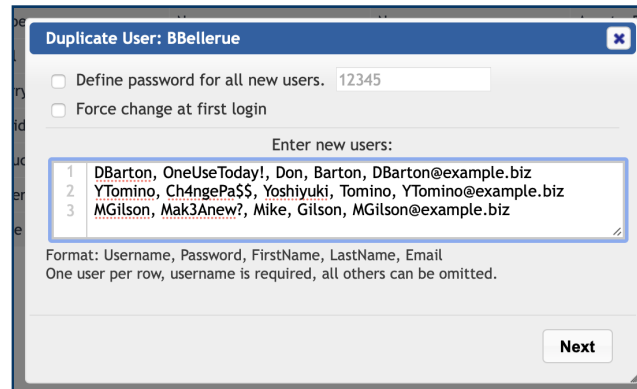 Duplicate User: BBellerue
Define password for all new users. 12345
Force change at first login
Enter new users:
1 DBarton, OneUseToday!, Don, Barton, DBarton@example.biz
2 YTomino, Ch4ngePa$$, Yoshiyuki, Tomino, YTomino@example.biz
3 MGilson, Mak3Anew?, Mike, Gilson, MGilson@example.biz
Format: Username, Password, FirstName, LastName, Email
One user per row, username is required, all others can be omitted.
Next